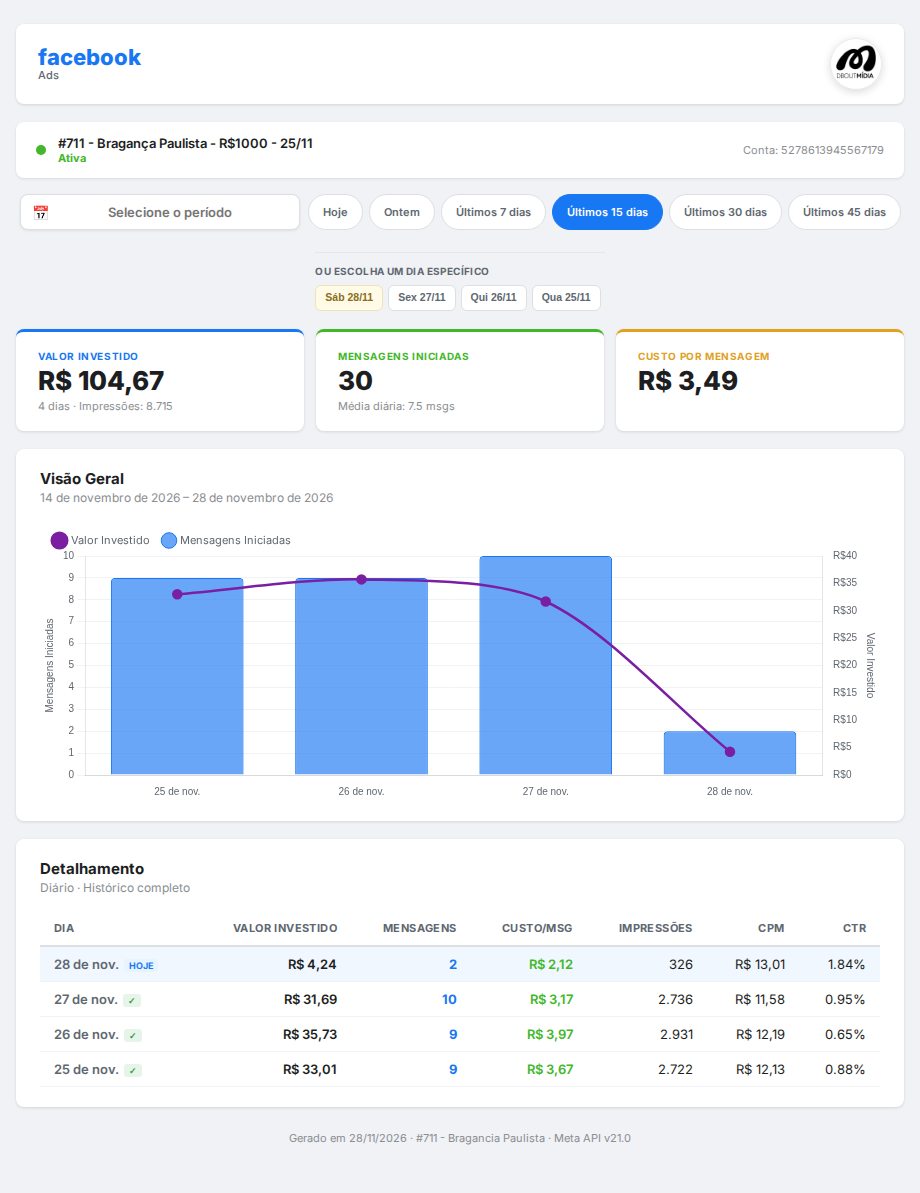 facebook
Ads
DBOUTMÍDIA
#711 - Bragança Paulista - R$1000 - 25/11
Ativa
Conta: 5278613945567179
Selecione o período
Hoje
Ontem
Últimos 7 dias
Últimos 15 dias
Últimos 30 dias
Últimos 45 dias
OU ESCOLHA UM DIA ESPECÍFICO
Sáb 28/11
Sex 27/11
Qui 26/11
Qua 25/11
VALOR INVESTIDO
R$ 104,67
4 dias · Impressões: 8.715
MENSAGENS INICIADAS
30
Média diária: 7.5 msgs
CUSTO POR MENSAGEM
R$ 3,49
Visão Geral
14 de novembro de 2026 – 28 de novembro de 2026
Valor Investido
Mensagens Iniciadas
Mensagens Iniciadas
10
9
8
7
6
5
4
3
2
1
0
R$40
R$35
R$30
R$25
R$20
R$15
R$10
R$5
R$0
Valor Investido
25 de nov.
26 de nov.
27 de nov.
28 de nov.
Detalhamento
Diário · Histórico completo
DIA VALOR INVESTIDO MENSAGENS CUSTO/MSG IMPRESSÕES CPM CTR
28 de nov. HOJE R$ 4,24 2 R$ 2,12 326 R$ 13,01 1.84%
27 de nov. ✓ R$ 31,69 10 R$ 3,17 2.736 R$ 11,58 0.95%
26 de nov. ✓ R$ 35,73 9 R$ 3,97 2.931 R$ 12,19 0.65%
25 de nov. ✓ R$ 33,01 9 R$ 3,67 2.722 R$ 12,13 0.88%
Gerado em 28/11/2026 · #711 - Bragancia Paulista · Meta API v21.0